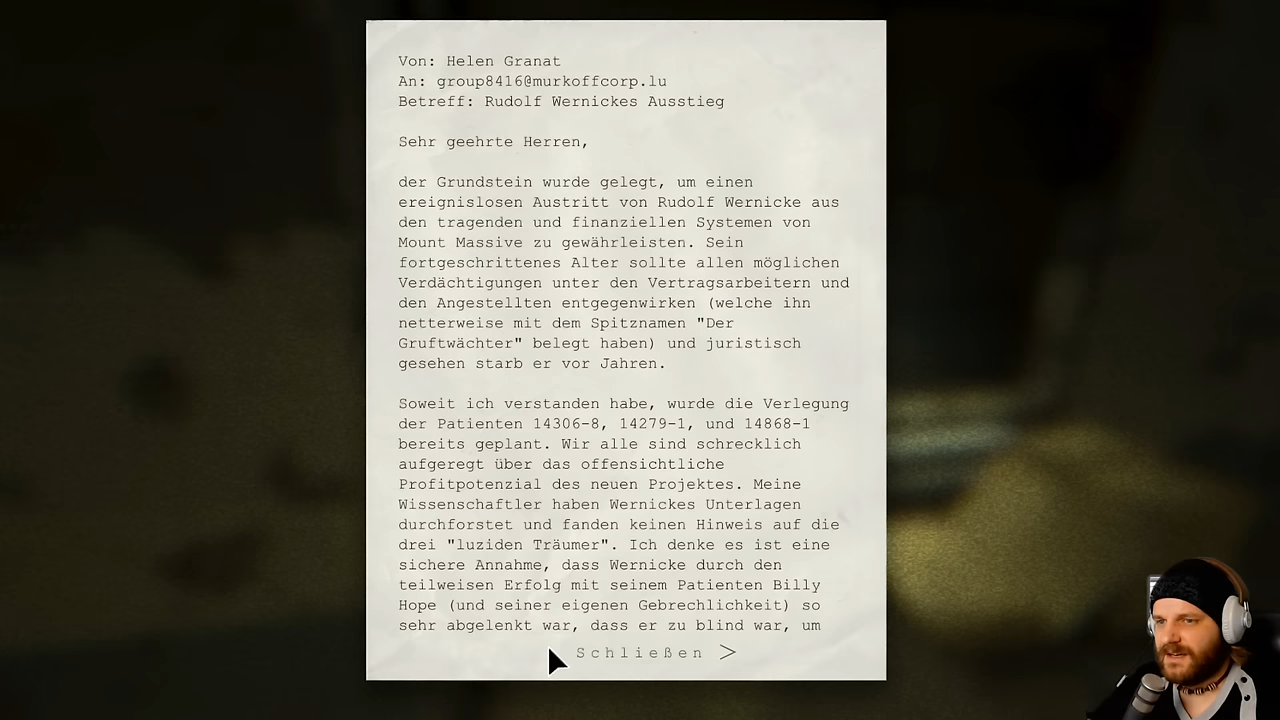 Von: Helen Granat
An: group8416@murkoffcorp.lu
Betreff: Rudolf Wernickes Ausstieg
Sehr geehrte Herren,
der Grundstein wurde gelegt, um einen
ereignislosen Austritt von Rudolf Wernicke aus
den tragenden und finanziellen Systemen von
Mount Massive zu gewährleisten. Sein
fortgeschrittenes Alter sollte allen möglichen
Verdächtigungen unter den Vertragsarbeitern und
den Angestellten entgegenwirken (welche ihn
netterweise mit dem Spitznamen "Der
Gruftwächter" belegt haben) und juristisch
gesehen starb er vor Jahren.
Soweit ich verstanden habe, wurde die Verlegung
der Patienten 14306-8, 14279-1, und 14868-1
bereits geplant. Wir alle sind schrecklich
aufgeregt über das offensichtliche
Profitpotenzial des neuen Projektes. Meine
Wissenschaftler haben Wernickes Unterlagen
durchforstet und fanden keinen Hinweis auf die
drei "luziden Träumer". Ich denke es ist eine
sichere Annahme, dass Wernicke durch den
teilweisen Erfolg mit seinem Patienten Billy
Hope (und seiner eigenen Gebrechlichkeit) so
sehr abgelenkt war, dass er zu blind war, um
Schließen >